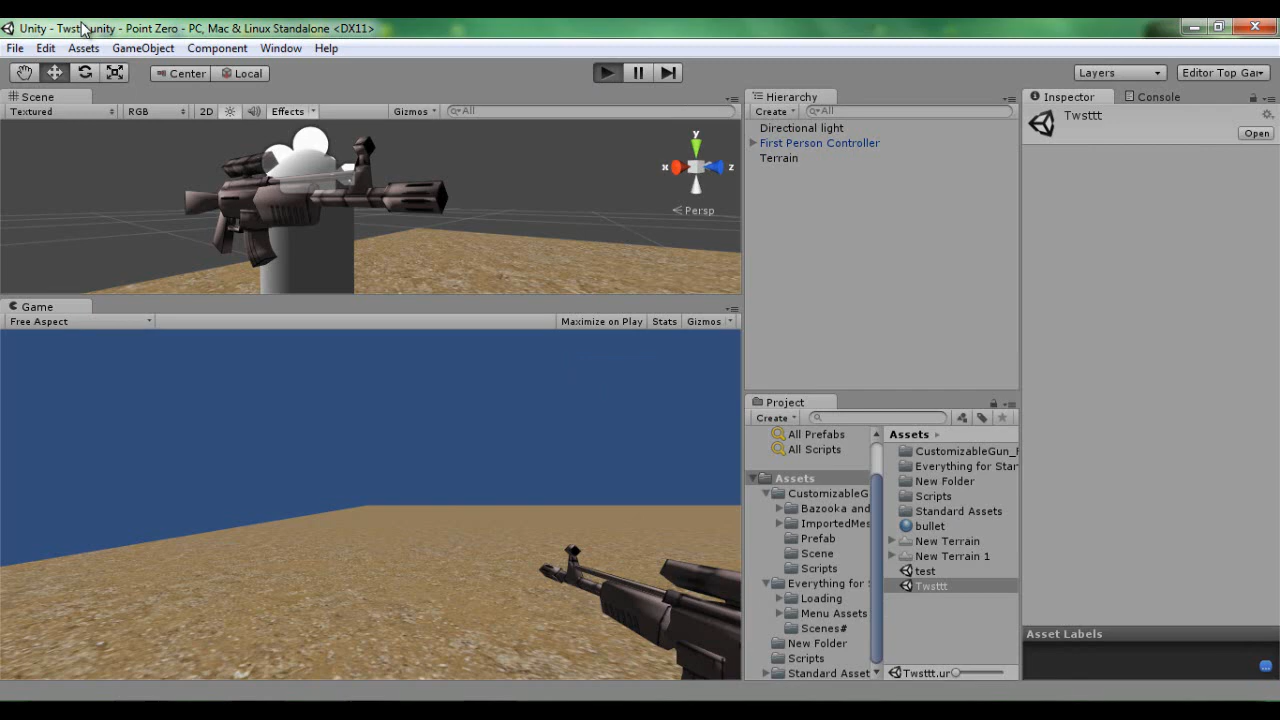 Unity - Twsttt.unity - Point Zero - PC, Mac & Linux Standalone <DX11>
File Edit Assets GameObject Component Window Help
Center Local Layers Editor Top Gar
Scene
Textured RGB 2D Effects Gizmos All
y
x z
Persp
Game
Free Aspect Maximize on Play Stats Gizmos
Hierarchy
Create All
Directional light
First Person Controller
Terrain
Project
Create
All Prefabs
All Scripts
Assets
CustomizableG
Bazooka and
ImportedMes
Prefab
Scene
Scripts
Everything for S
Loading
Menu Assets
Scenes#
New Folder
Scripts
Standard Asset
Assets
CustomizableGun_F
Everything for Star
New Folder
Scripts
Standard Assets
bullet
New Terrain
New Terrain 1
test
Twsttt
Twsttt.ur
Inspector Console
Twsttt
Open
Asset Labels